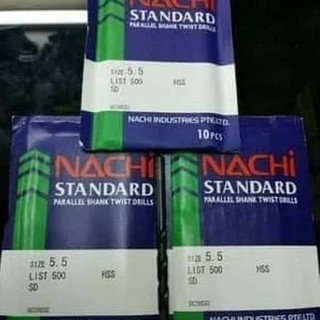 NACHi
STANDARD
PARALLEL SHANK TWIST DRILLS
SIZE 5.5
LIST 500 HSS
SD
NACHI INDUSTRIES PTE.LTD.
10 PCS
NACHi
STANDARD
PARALLEL SHANK TWIST DRILLS
SIZE 5.5
LIST 500 HSS
SD
NACHi
STANDARD
PARALLEL SHANK TWIST DRILLS
SIZE 5.5
LIST 500 HSS
SD
NACHI INDUSTRIES PTE.LTD.